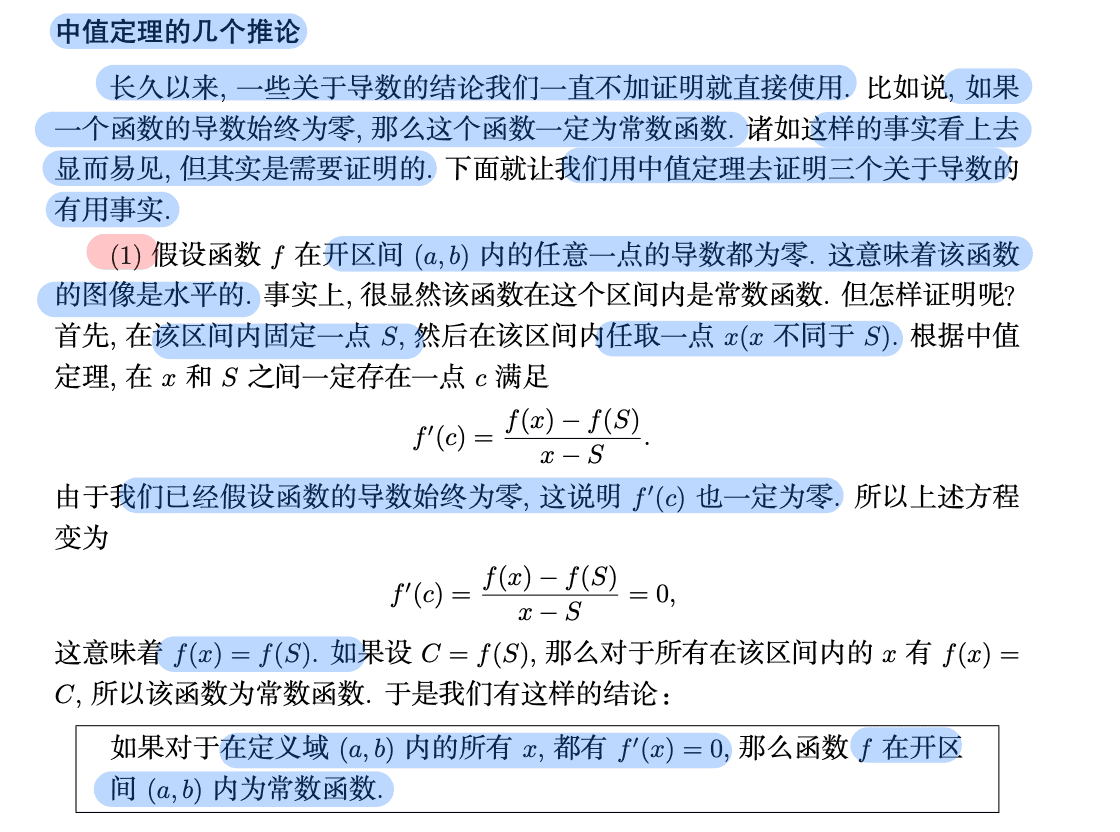 中值定理的几个推论
长久以来, 一些关于导数的结论我们一直不加证明就直接使用. 比如说, 如果
一个函数的导数始终为零, 那么这个函数一定为常数函数. 诸如这样的事实看上去
显而易见, 但其实是需要证明的. 下面就让我们用中值定理去证明三个关于导数的
有用事实.
(1) 假设函数 f 在开区间 (a, b) 内的任意一点的导数都为零. 这意味着该函数
的图像是水平的. 事实上, 很显然该函数在这个区间内是常数函数. 但怎样证明呢?
首先, 在该区间内固定一点 S, 然后在该区间内任取一点 x(x 不同于 S). 根据中值
定理, 在 x 和 S 之间一定存在一点 c 满足
f′(c) = \frac{f(x) − f(S)}{x − S}.
由于我们已经假设函数的导数始终为零, 这说明 f′(c) 也一定为零. 所以上述方程
变为
f′(c) = \frac{f(x) − f(S)}{x − S} = 0,
这意味着 f(x) = f(S). 如果设 C = f(S), 那么对于所有在该区间内的 x 有 f(x) =
C, 所以该函数为常数函数. 于是我们有这样的结论：
如果对于在定义域 (a, b) 内的所有 x, 都有 f′(x) = 0, 那么函数 f 在开区
间 (a, b) 内为常数函数.